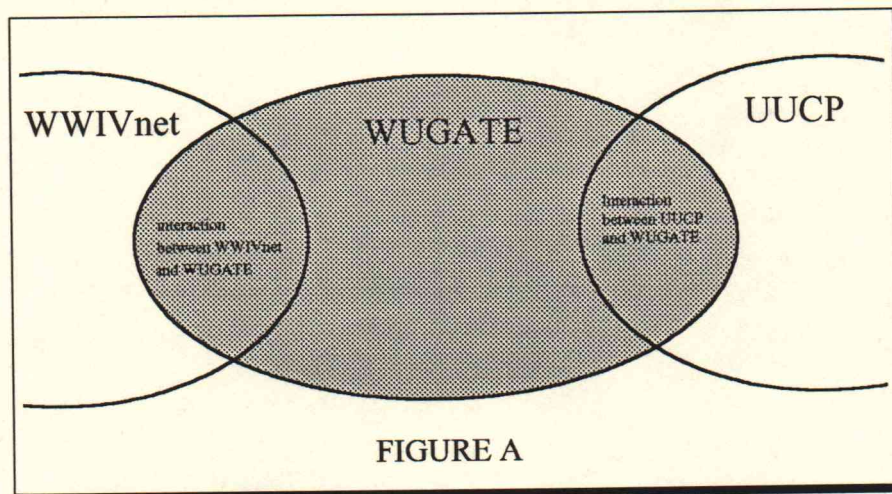 WWIVnet
WUGATE
UUCP
interaction
between WWIVnet
and WUGATE
Interaction
between UUCP
and WUGATE
FIGURE A